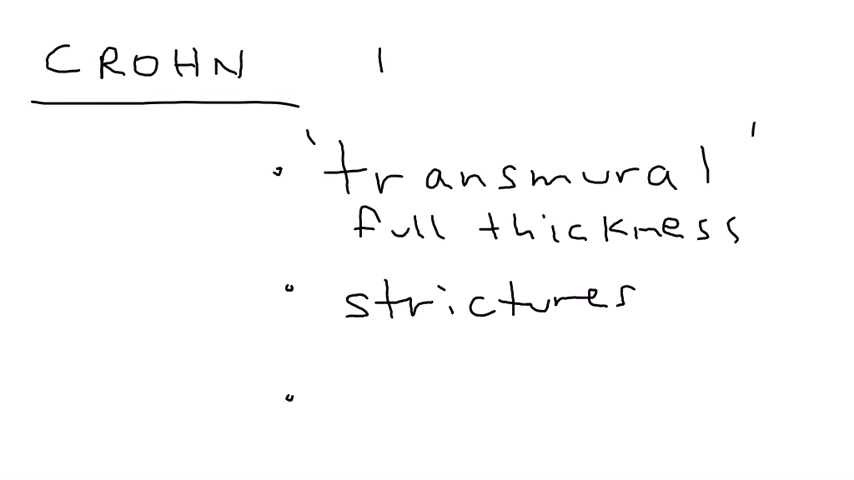 CROHN '
• 'transmural'
full thickness
• strictures
•